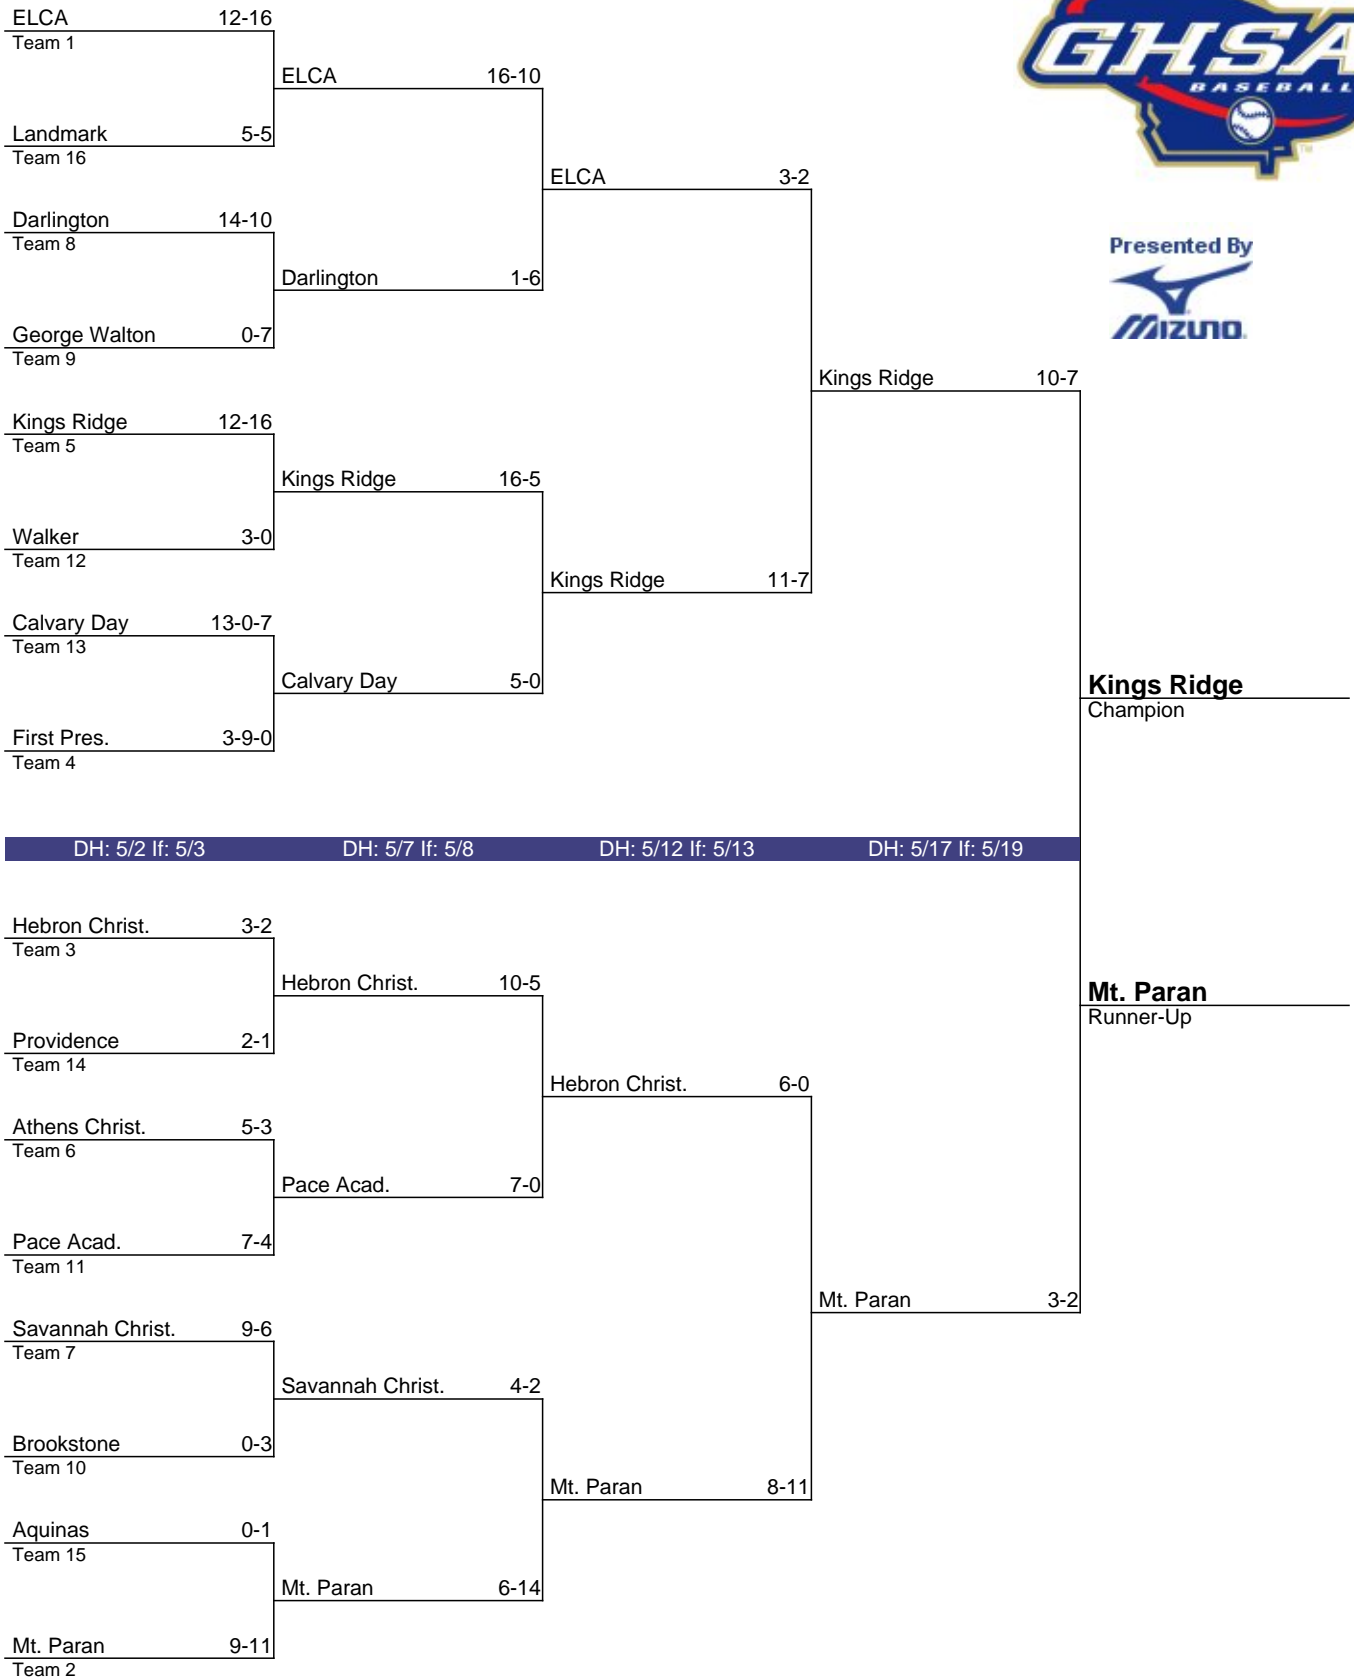 ELCA 12-16
Team 1
ELCA 16-10
Landmark 5-5
Team 16
ELCA 3-2
Darlington 14-10
Team 8
Darlington 1-6
George Walton 0-7
Team 9
Kings Ridge 10-7
Kings Ridge 12-16
Team 5
Kings Ridge 16-5
Walker 3-0
Team 12
Kings Ridge 11-7
Calvary Day 13-0-7
Team 13
Calvary Day 5-0
First Pres. 3-9-0
Team 4
GHSA
BASEBALL
TM
Presented By
MIZUNO
Kings Ridge
Champion
DH: 5/2 If: 5/3 DH: 5/7 If: 5/8 DH: 5/12 If: 5/13 DH: 5/17 If: 5/19
Hebron Christ. 3-2
Team 3
Hebron Christ. 10-5
Mt. Paran
Runner-Up
Providence 2-1
Team 14
Hebron Christ. 6-0
Athens Christ. 5-3
Team 6
Pace Acad. 7-0
Pace Acad. 7-4
Team 11
Mt. Paran 3-2
Savannah Christ. 9-6
Team 7
Savannah Christ. 4-2
Brookstone 0-3
Team 10
Mt. Paran 8-11
Aquinas 0-1
Team 15
Mt. Paran 6-14
Mt. Paran 9-11
Team 2